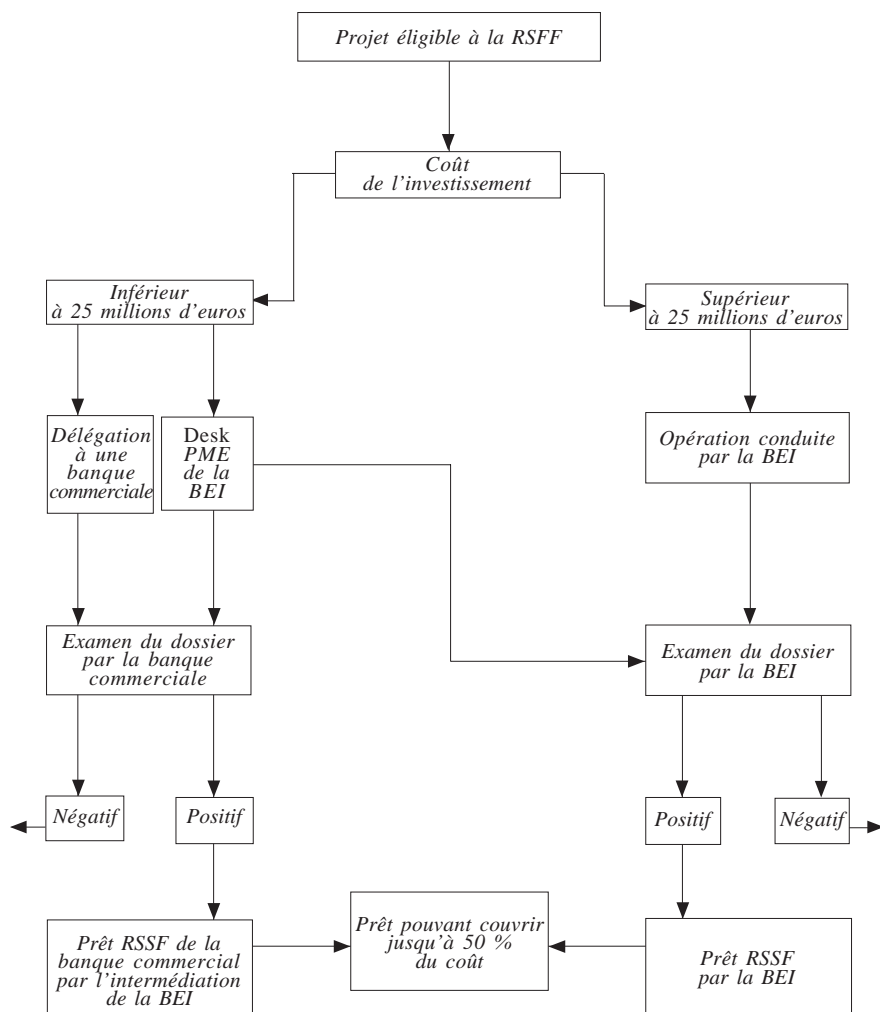 Projet éligible à la RSFF
Coût
de l'investissement
Inférieur
à 25 millions d'euros
Supérieur
à 25 millions d'euros
Délégation
à une
banque
commerciale
Desk
PME
de la
BEI
Opération conduite
par la BEI
Examen du dossier
par la banque
commerciale
Examen du dossier
par la BEI
Négatif
Positif
Positif
Négatif
Prêt RSSF de la
banque commercial
par l'intermédiation
de la BEI
Prêt pouvant couvrir
jusqu'à 50 %
du coût
Prêt RSSF
par la BEI